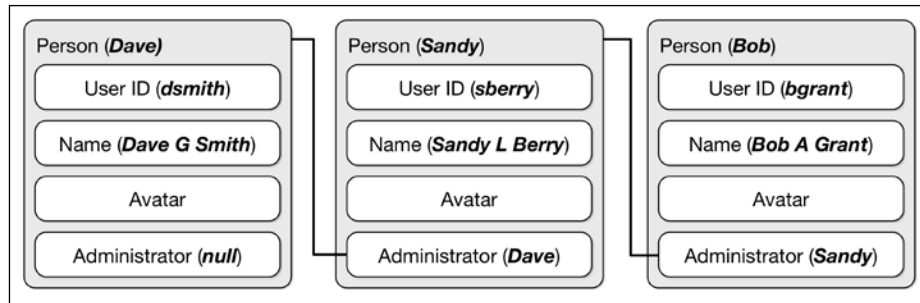 Person (Dave)
User ID (dsmith)
Name (Dave G Smith)
Avatar
Administrator (null)
Person (Sandy)
User ID (sberry)
Name (Sandy L Berry)
Avatar
Administrator (Dave)
Person (Bob)
User ID (bgrant)
Name (Bob A Grant)
Avatar
Administrator (Sandy)